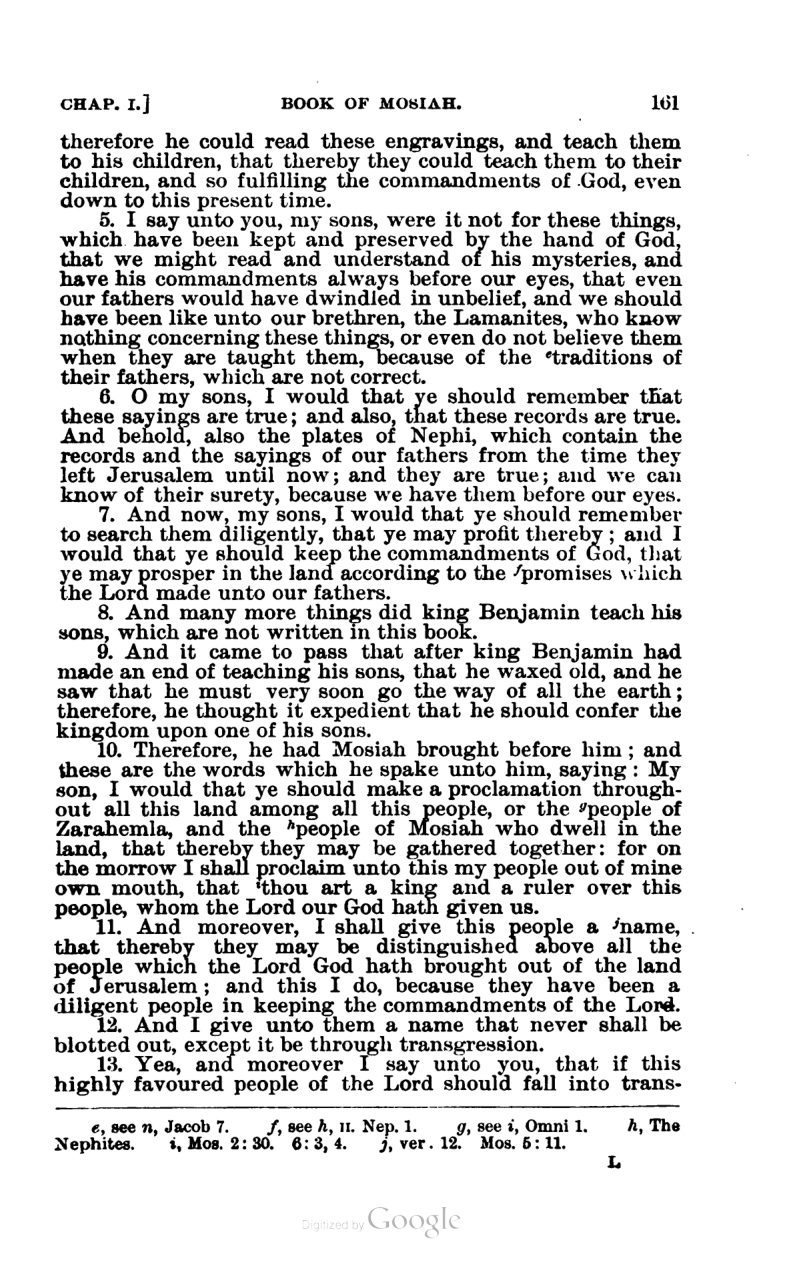 CHAP. I.] BOOK OF MOSIAH. 161
therefore he could read these engravings, and teach them
to his children, that thereby they could teach them to their
children, and so fulfilling the commandments of God, even
down to this present time.
5. I say unto you, my sons, were it not for these things,
which have been kept and preserved by the hand of God,
that we might read and understand of his mysteries, and
have his commandments always before our eyes, that even
our fathers would have dwindled in unbelief, and we should
have been like unto our brethren, the Lamanites, who know
nothing concerning these things, or even do not believe them
when they are taught them, because of the ᵉtraditions of
their fathers, which are not correct.
6. O my sons, I would that ye should remember that
these sayings are true; and also, that these records are true.
And behold, also the plates of Nephi, which contain the
records and the sayings of our fathers from the time they
left Jerusalem until now; and they are true; and we can
know of their surety, because we have them before our eyes.
7. And now, my sons, I would that ye should remember
to search them diligently, that ye may profit thereby; and I
would that ye should keep the commandments of God, that
ye may prosper in the land according to the ᶠpromises which
the Lord made unto our fathers.
8. And many more things did king Benjamin teach his
sons, which are not written in this book.
9. And it came to pass that after king Benjamin had
made an end of teaching his sons, that he waxed old, and he
saw that he must very soon go the way of all the earth;
therefore, he thought it expedient that he should confer the
kingdom upon one of his sons.
10. Therefore, he had Mosiah brought before him; and
these are the words which he spake unto him, saying: My
son, I would that ye should make a proclamation through-
out all this land among all this people, or the ᵍpeople of
Zarahemla, and the ʰpeople of Mosiah who dwell in the
land, that thereby they may be gathered together: for on
the morrow I shall proclaim unto this my people out of mine
own mouth, that ⁱthou art a king and a ruler over this
people, whom the Lord our God hath given us.
11. And moreover, I shall give this people a ʲname,
that thereby they may be distinguished above all the
people which the Lord God hath brought out of the land
of Jerusalem; and this I do, because they have been a
diligent people in keeping the commandments of the Lord.
12. And I give unto them a name that never shall be
blotted out, except it be through transgression.
13. Yea, and moreover I say unto you, that if this
highly favoured people of the Lord should fall into trans-
e, see n, Jacob 7. f, see h, II. Nep. 1. g, see i, Omni 1. h, The
Nephites. i, Mos. 2: 30. 6: 3, 4. j, ver. 12. Mos. 5: 11.
L
Digitized by Google